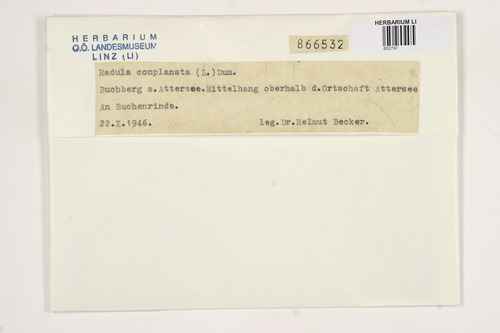 HERBARIUM
O.Ö. LANDESMUSEUM
LINZ (LI)
866532
HERBARIUM LI
652797
Radula complanata (L.) Dum.
Buchberg a. Attersee. Mittelhang oberhalb d. Ortschaft Attersee
An Buchenrinde.
22.X.1946. leg. Dr. Helmut Becker.